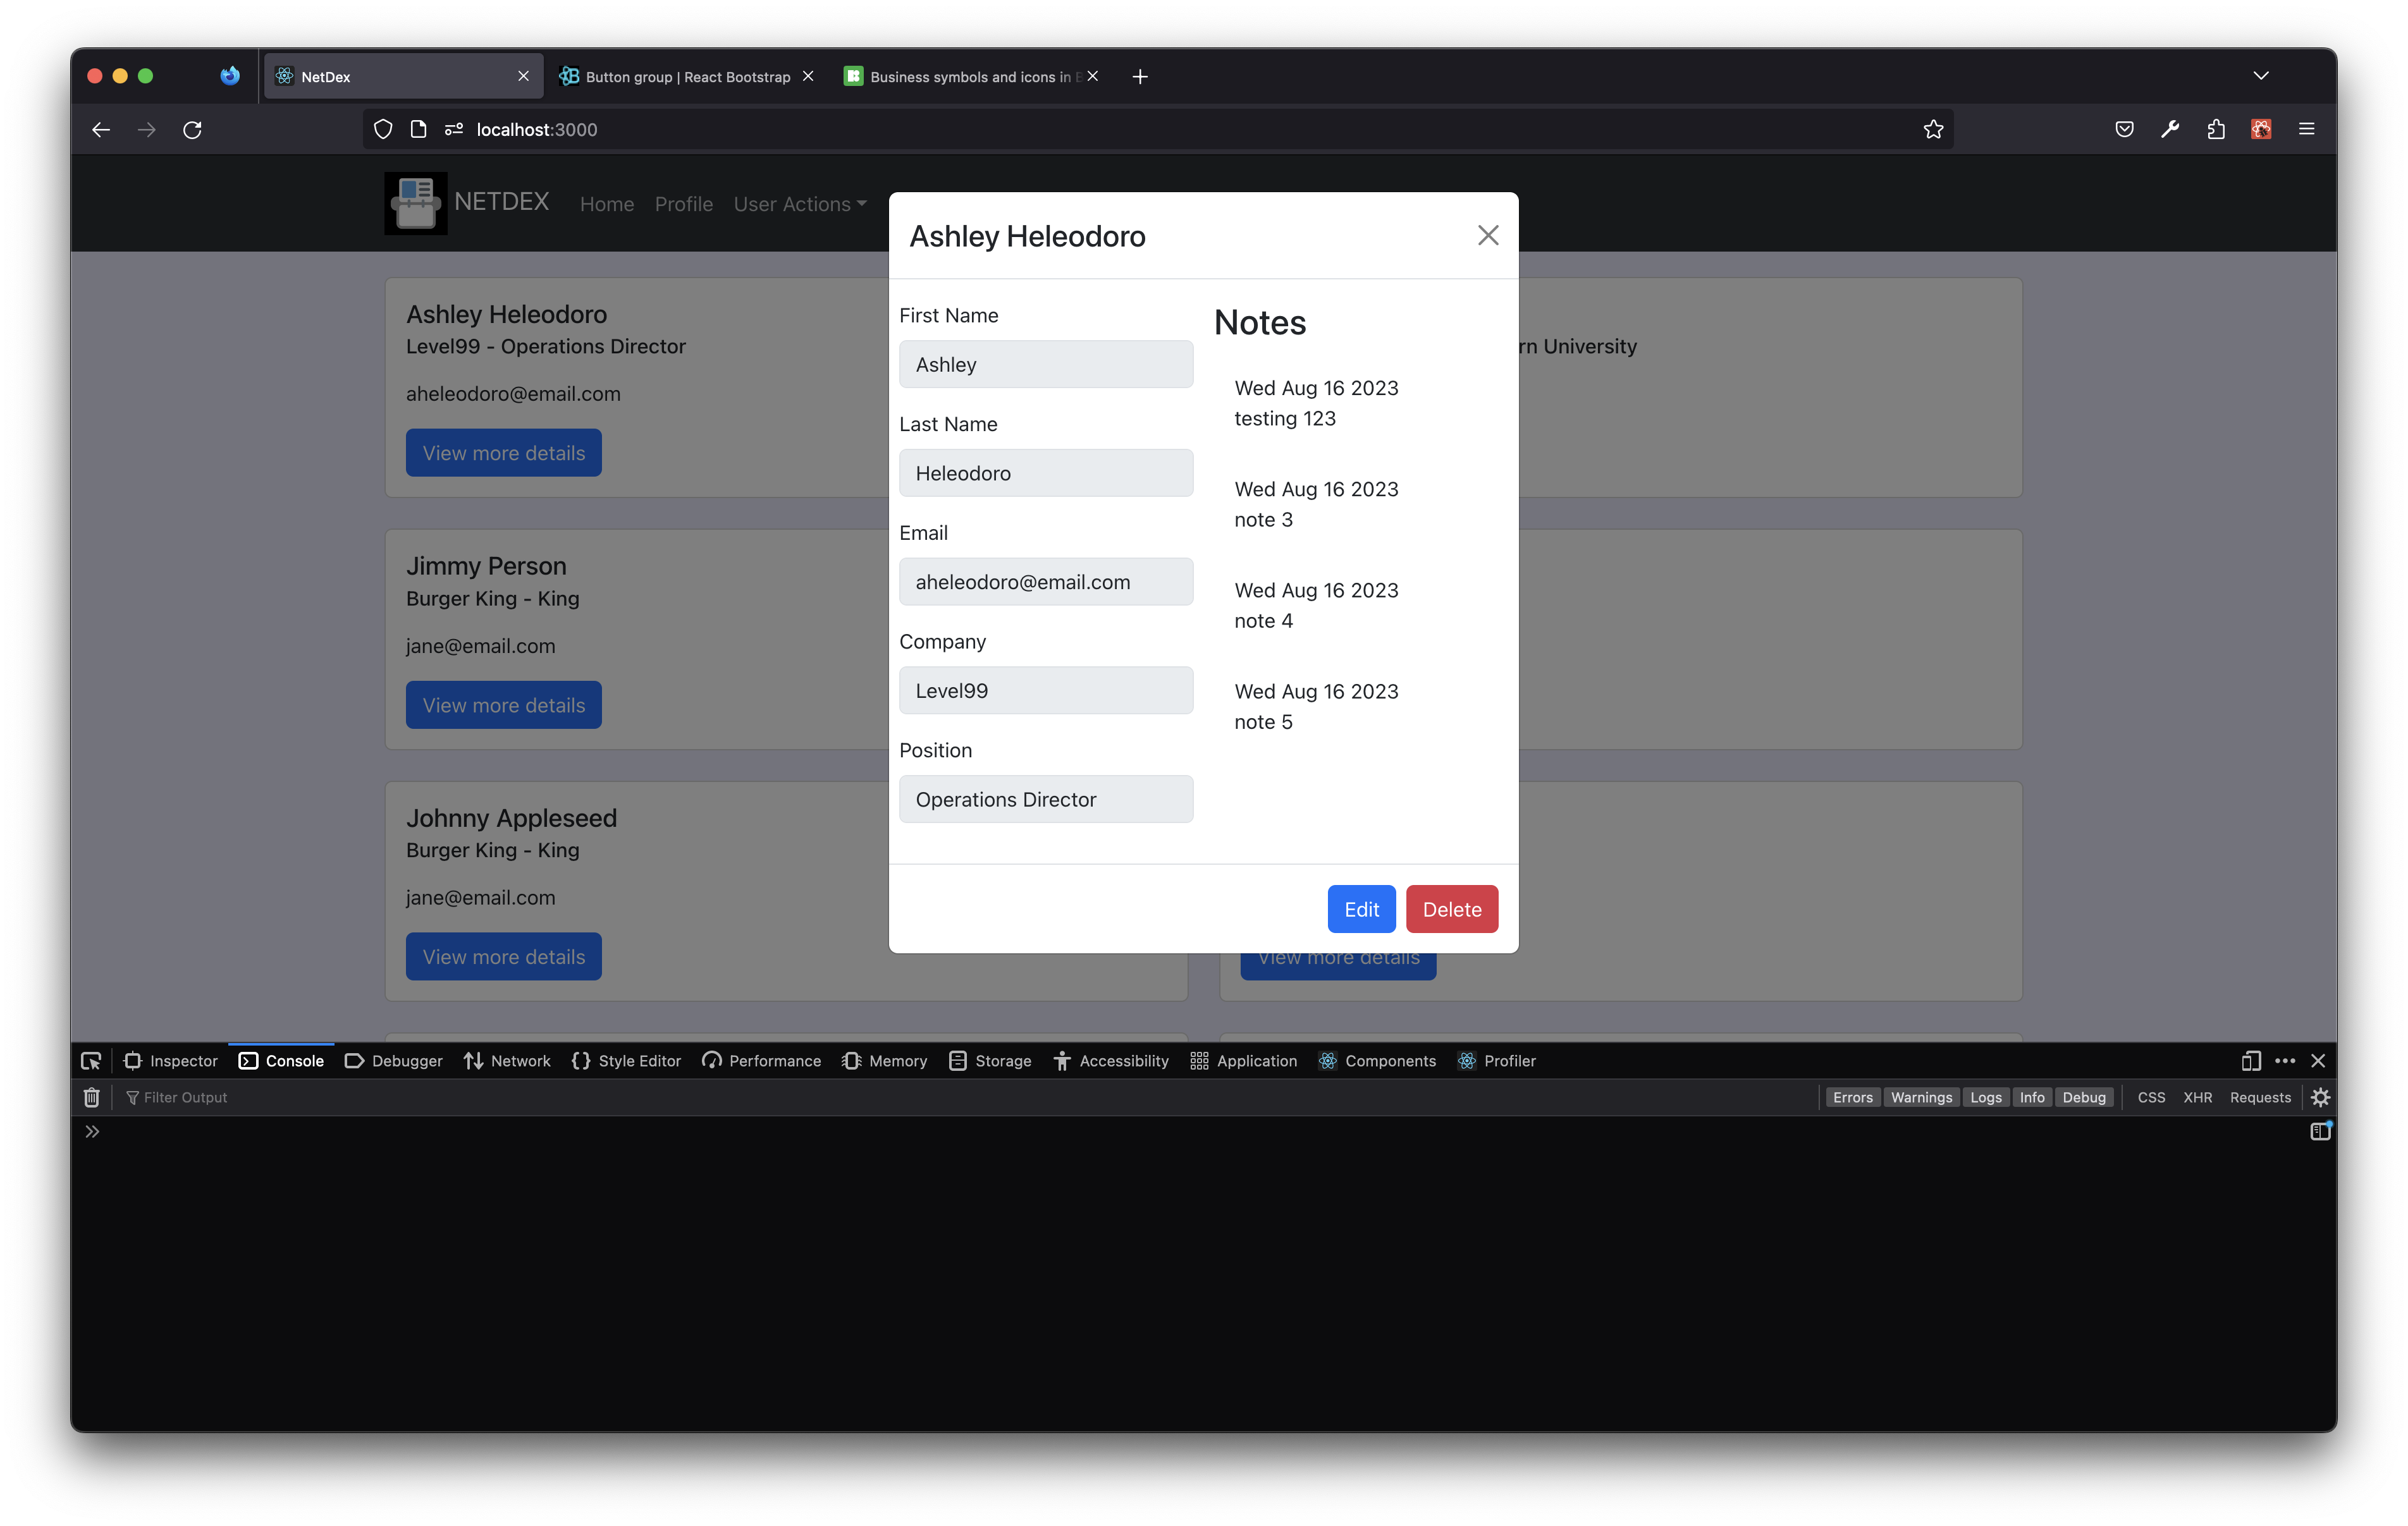 NetDex
Button group | React Bootstrap
Business symbols and icons in
localhost:3000
NETDEX
Home
Profile
User Actions
Ashley Heleodoro
Level99 - Operations Director
aheleodoro@email.com
View more details
rn University
Jimmy Person
Burger King - King
jane@email.com
View more details
Johnny Appleseed
Burger King - King
jane@email.com
View more details
View more details
Ashley Heleodoro
First Name
Ashley
Last Name
Heleodoro
Email
aheleodoro@email.com
Company
Level99
Position
Operations Director
Notes
Wed Aug 16 2023
testing 123
Wed Aug 16 2023
note 3
Wed Aug 16 2023
note 4
Wed Aug 16 2023
note 5
Edit
Delete
Inspector
Console
Debugger
Network
Style Editor
Performance
Memory
Storage
Accessibility
Application
Components
Profiler
Filter Output
Errors
Warnings
Logs
Info
Debug
CSS
XHR
Requests